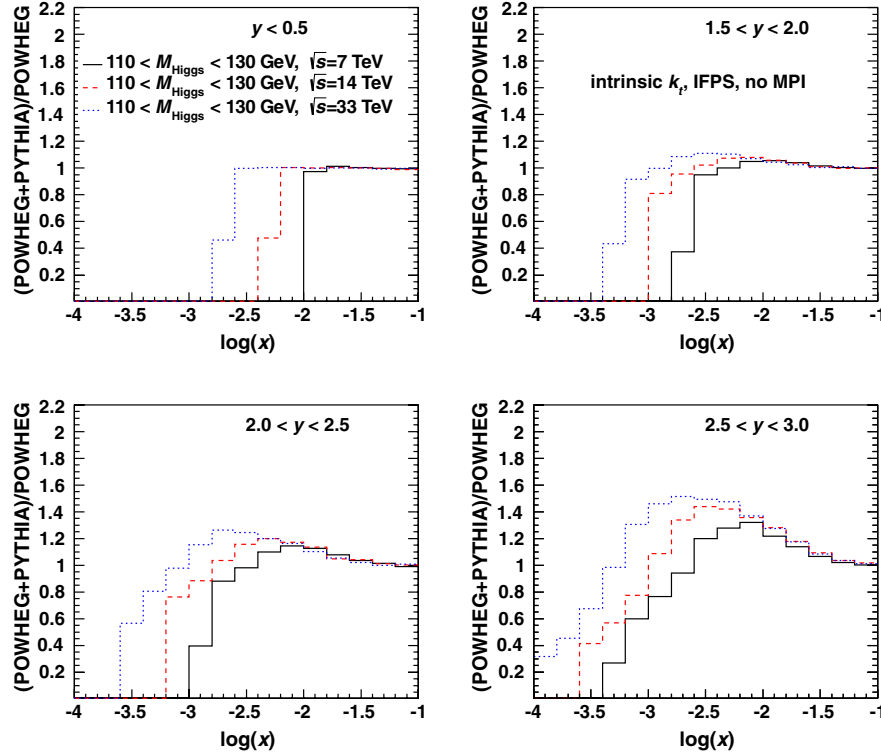 (POWHEG+PYTHIA)/POWHEG
2.2
2
1.8
1.6
1.4
1.2
1
0.8
0.6
0.4
0.2
y < 0.5
110 < M_Higgs < 130 GeV, √s=7 TeV
110 < M_Higgs < 130 GeV, √s=14 TeV
110 < M_Higgs < 130 GeV, √s=33 TeV
-4 -3.5 -3 -2.5 -2 -1.5 -1
log(x)
(POWHEG+PYTHIA)/POWHEG
2.2
2
1.8
1.6
1.4
1.2
1
0.8
0.6
0.4
0.2
1.5 < y < 2.0
intrinsic k_t, IFPS, no MPI
-4 -3.5 -3 -2.5 -2 -1.5 -1
log(x)
(POWHEG+PYTHIA)/POWHEG
2.2
2
1.8
1.6
1.4
1.2
1
0.8
0.6
0.4
0.2
2.0 < y < 2.5
-4 -3.5 -3 -2.5 -2 -1.5 -1
log(x)
(POWHEG+PYTHIA)/POWHEG
2.2
2
1.8
1.6
1.4
1.2
1
0.8
0.6
0.4
0.2
2.5 < y < 3.0
-4 -3.5 -3 -2.5 -2 -1.5 -1
log(x)